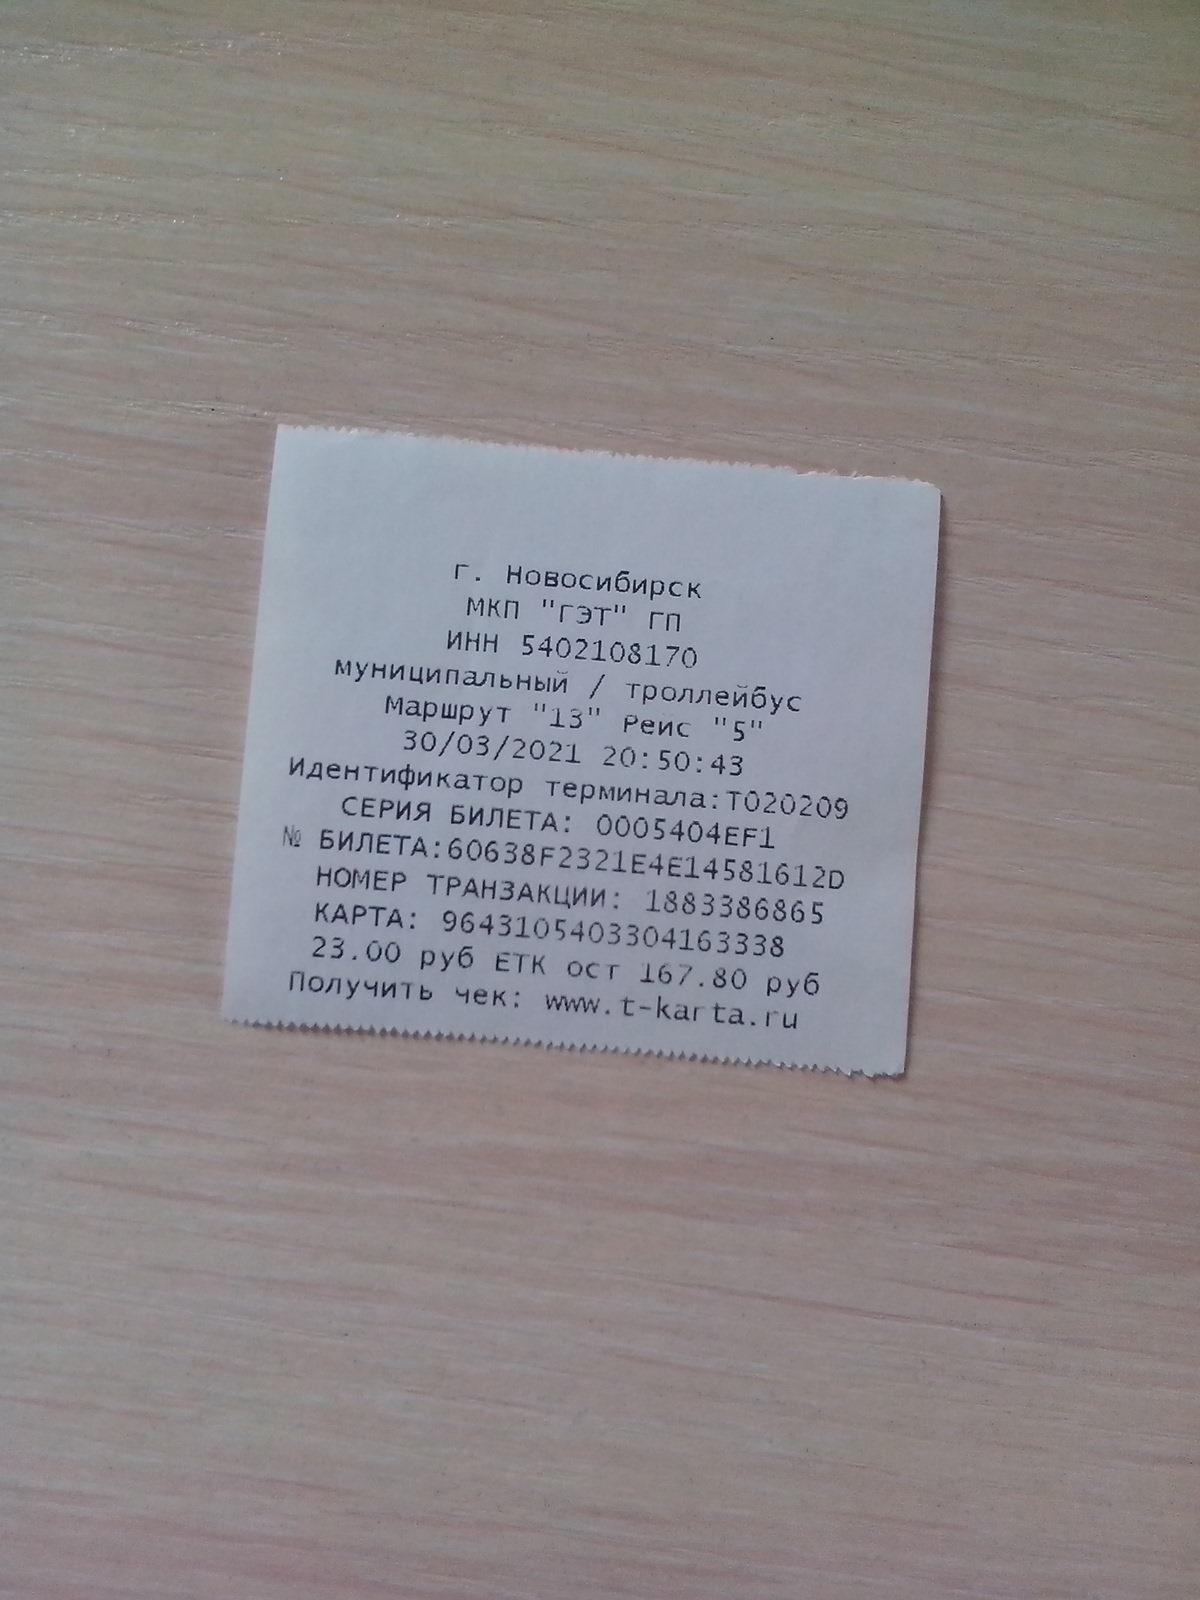 г. Новосибирск
МКП "ГЭТ" ГП
ИНН 5402108170
муниципальный / троллейбус
Маршрут "13" Рейс "5"
30/03/2021 20:50:43
Идентификатор терминала:T020209
СЕРИЯ БИЛЕТА: 0005404EF1
№ БИЛЕТА:60638F2321E4E14581612D
НОМЕР ТРАНЗАКЦИИ: 1883386865
КАРТА: 9643105403304163338
23.00 руб ЕТК ост 167.80 руб
Получить чек: www.t-karta.ru